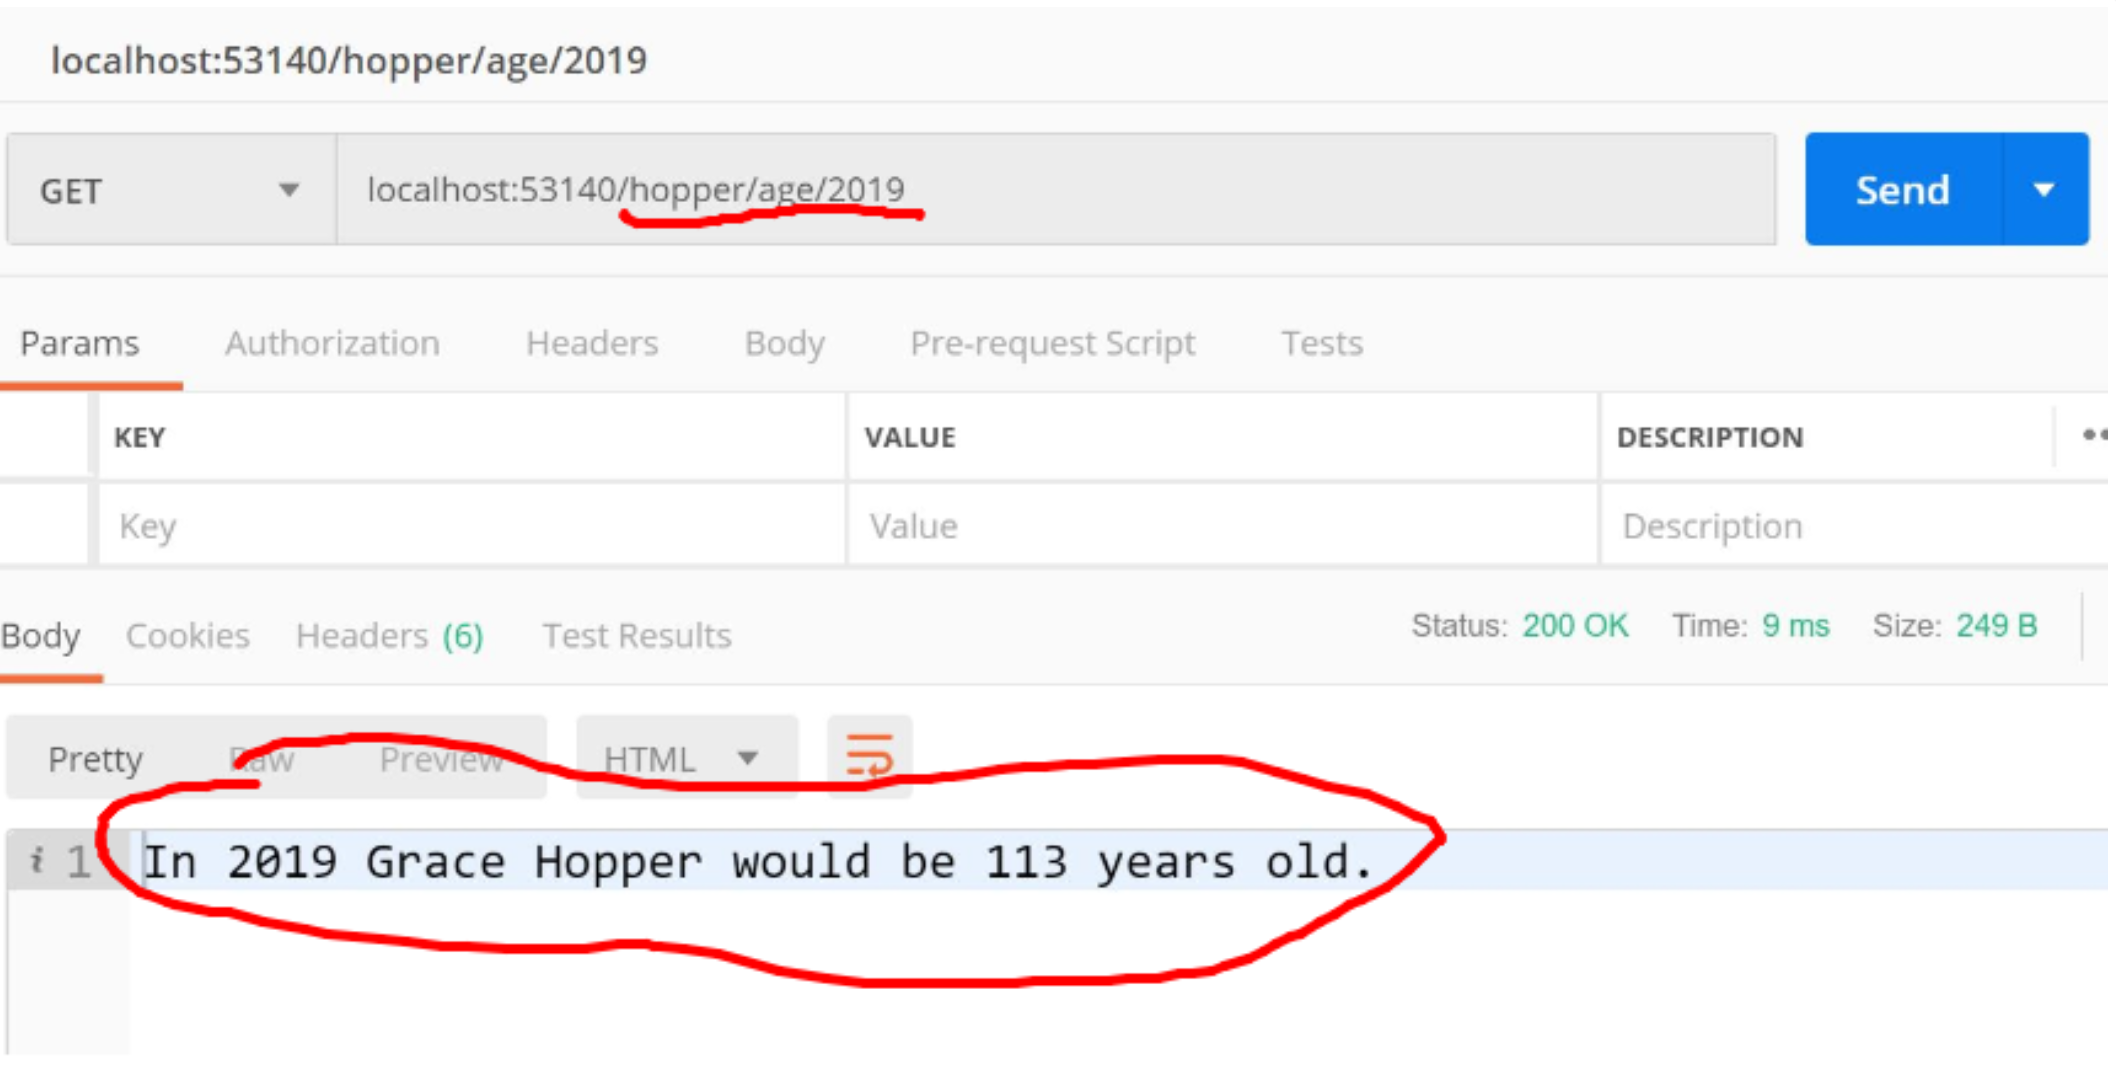 localhost:53140/hopper/age/2019
GET localhost:53140/hopper/age/2019 Send
Params Authorization Headers Body Pre-request Script Tests
KEY VALUE DESCRIPTION
Key Value Description
Body Cookies Headers (6) Test Results Status: 200 OK Time: 9 ms Size: 249 B
Pretty Raw Preview HTML
i 1 In 2019 Grace Hopper would be 113 years old.